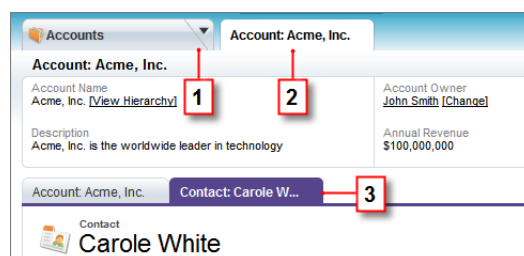 Accounts
Account: Acme, Inc.
Account: Acme, Inc.
Account Name
Acme, Inc. [View Hierarchy]
1
2
Account Owner
John Smith [Change]
Description
Acme, Inc. is the worldwide leader in technology
Annual Revenue
$100,000,000
Account: Acme, Inc.
Contact: Carole W...
3
Contact
Carole White